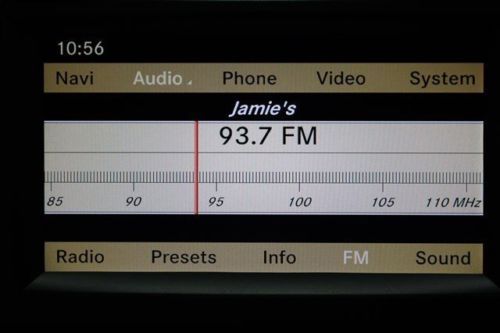 10:56
Navi Audio Phone Video System
Jamie's
93.7 FM
85 90 95 100 105 110 MHz
Radio Presets Info FM Sound